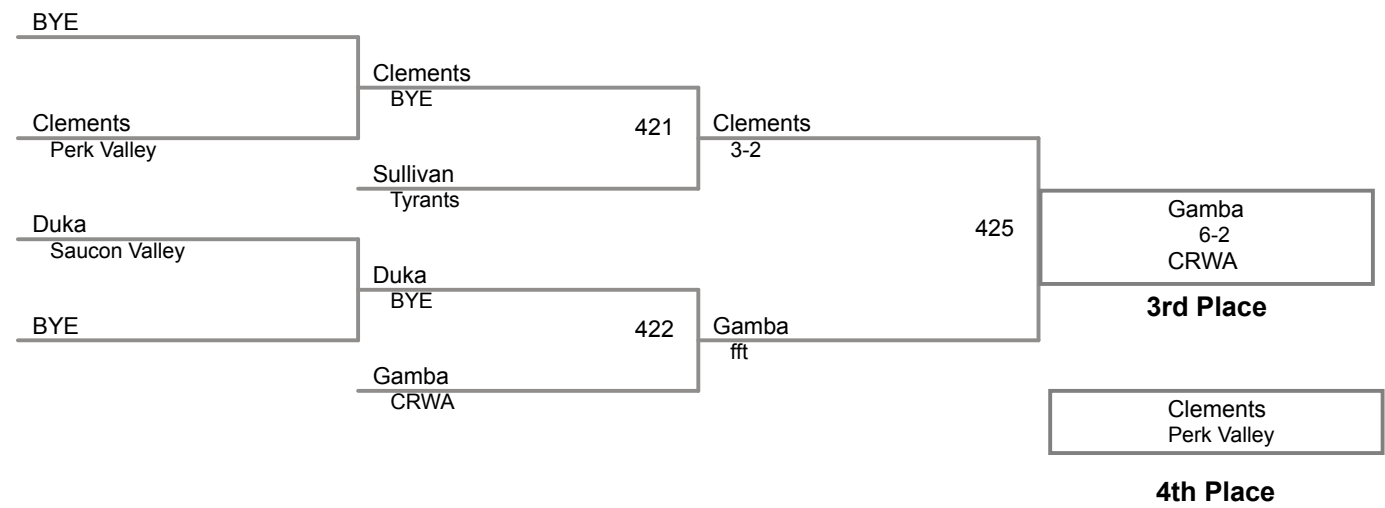 BYE
Clements
BYE
Clements
Perk Valley
421
Clements
3-2
Sullivan
Tyrants
Duka
Saucon Valley
425
Gamba
6-2
CRWA
3rd Place
Duka
BYE
BYE
422
Gamba
fft
Gamba
CRWA
Clements
Perk Valley
4th Place